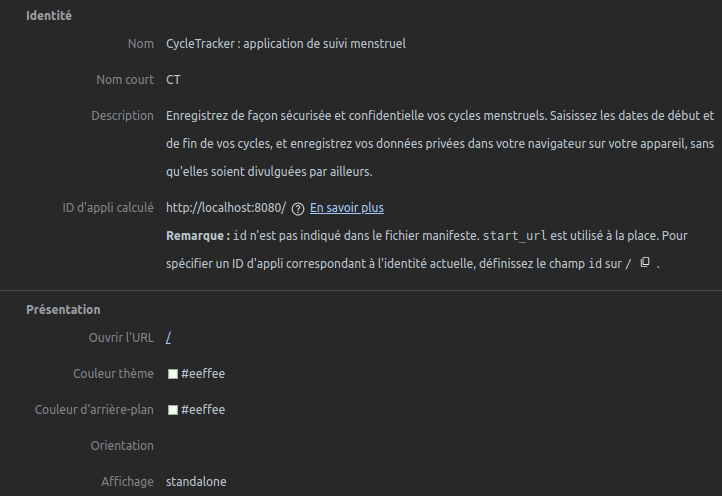 Identité
Nom CycleTracker : application de suivi menstruel
Nom court CT
Description Enregistrez de façon sécurisée et confidentielle vos cycles menstruels. Saisissez les dates de début et
de fin de vos cycles, et enregistrez vos données privées dans votre navigateur sur votre appareil, sans
qu'elles soient divulguées par ailleurs.
ID d'appli calculé http://localhost:8080/ ? En savoir plus
Remarque : id n'est pas indiqué dans le fichier manifeste. start_url est utilisé à la place. Pour
spécifier un ID d'appli correspondant à l'identité actuelle, définissez le champ id sur / .
Présentation
Ouvrir l'URL /
Couleur thème #eeffee
Couleur d'arrière-plan #eeffee
Orientation
Affichage standalone